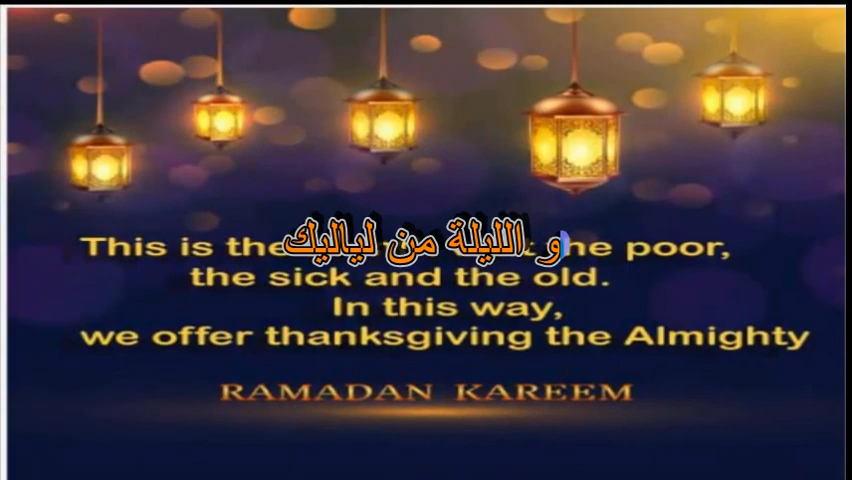 This is the
و الليلة من لياليك
he poor,
the sick and the old.
In this way,
we offer thanksgiving the Almighty
RAMADAN KAREEM